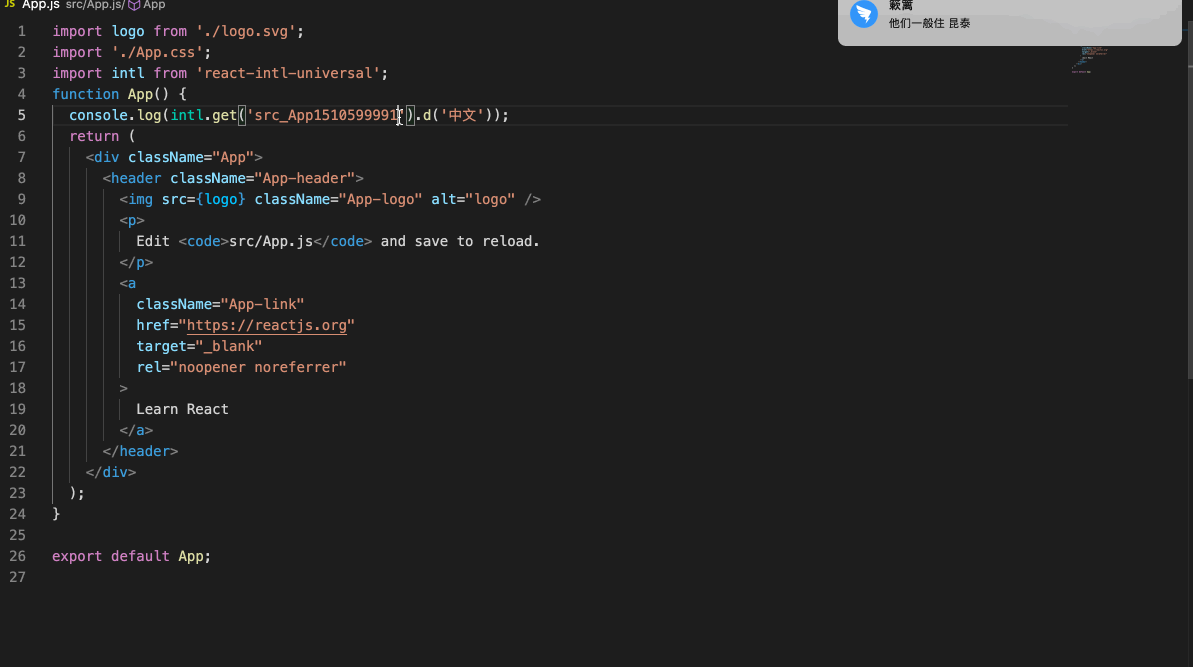 JS App.js src/App.js/ App
簌篱
他们一般住 昆泰
1 import logo from './logo.svg';
2 import './App.css';
3 import intl from 'react-intl-universal';
4 function App() {
5 console.log(intl.get('src_App1510599991').d('中文'));
6 return (
7 <div className="App">
8 <header className="App-header">
9 <img src={logo} className="App-logo" alt="logo" />
10 <p>
11 Edit <code>src/App.js</code> and save to reload.
12 </p>
13 <a
14 className="App-link"
15 href="https://reactjs.org"
16 target="_blank"
17 rel="noopener noreferrer"
18 >
19 Learn React
20 </a>
21 </header>
22 </div>
23 );
24 }
25
26 export default App;
27